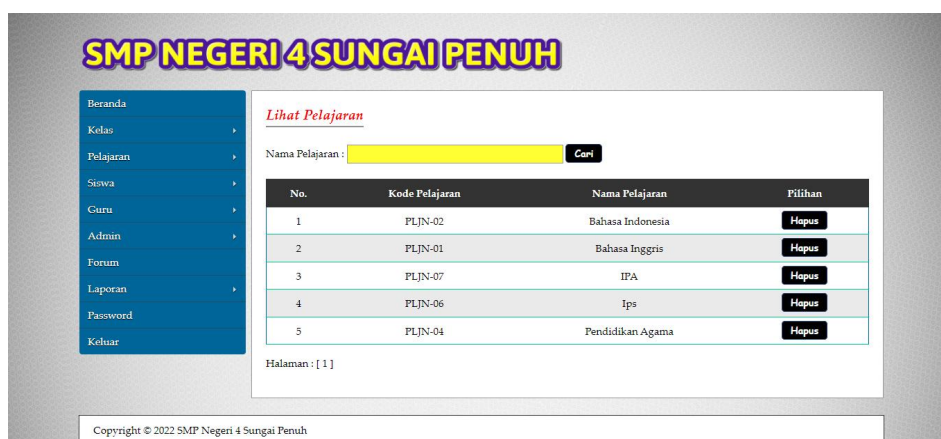 SMP NEGERI 4 SUNGAI PENUH
Beranda
Kelas
Pelajaran
Siswa
Guru
Admin
Forum
Laporan
Password
Keluar
Lihat Pelajaran
Nama Pelajaran : Cari
No. Kode Pelajaran Nama Pelajaran Pilihan
1 PLJN-02 Bahasa Indonesia Hapus
2 PLJN-01 Bahasa Inggris Hapus
3 PLJN-07 IPA Hapus
4 PLJN-06 Ips Hapus
5 PLJN-04 Pendidikan Agama Hapus
Halaman : [ 1 ]
Copyright © 2022 SMP Negeri 4 Sungai Penuh